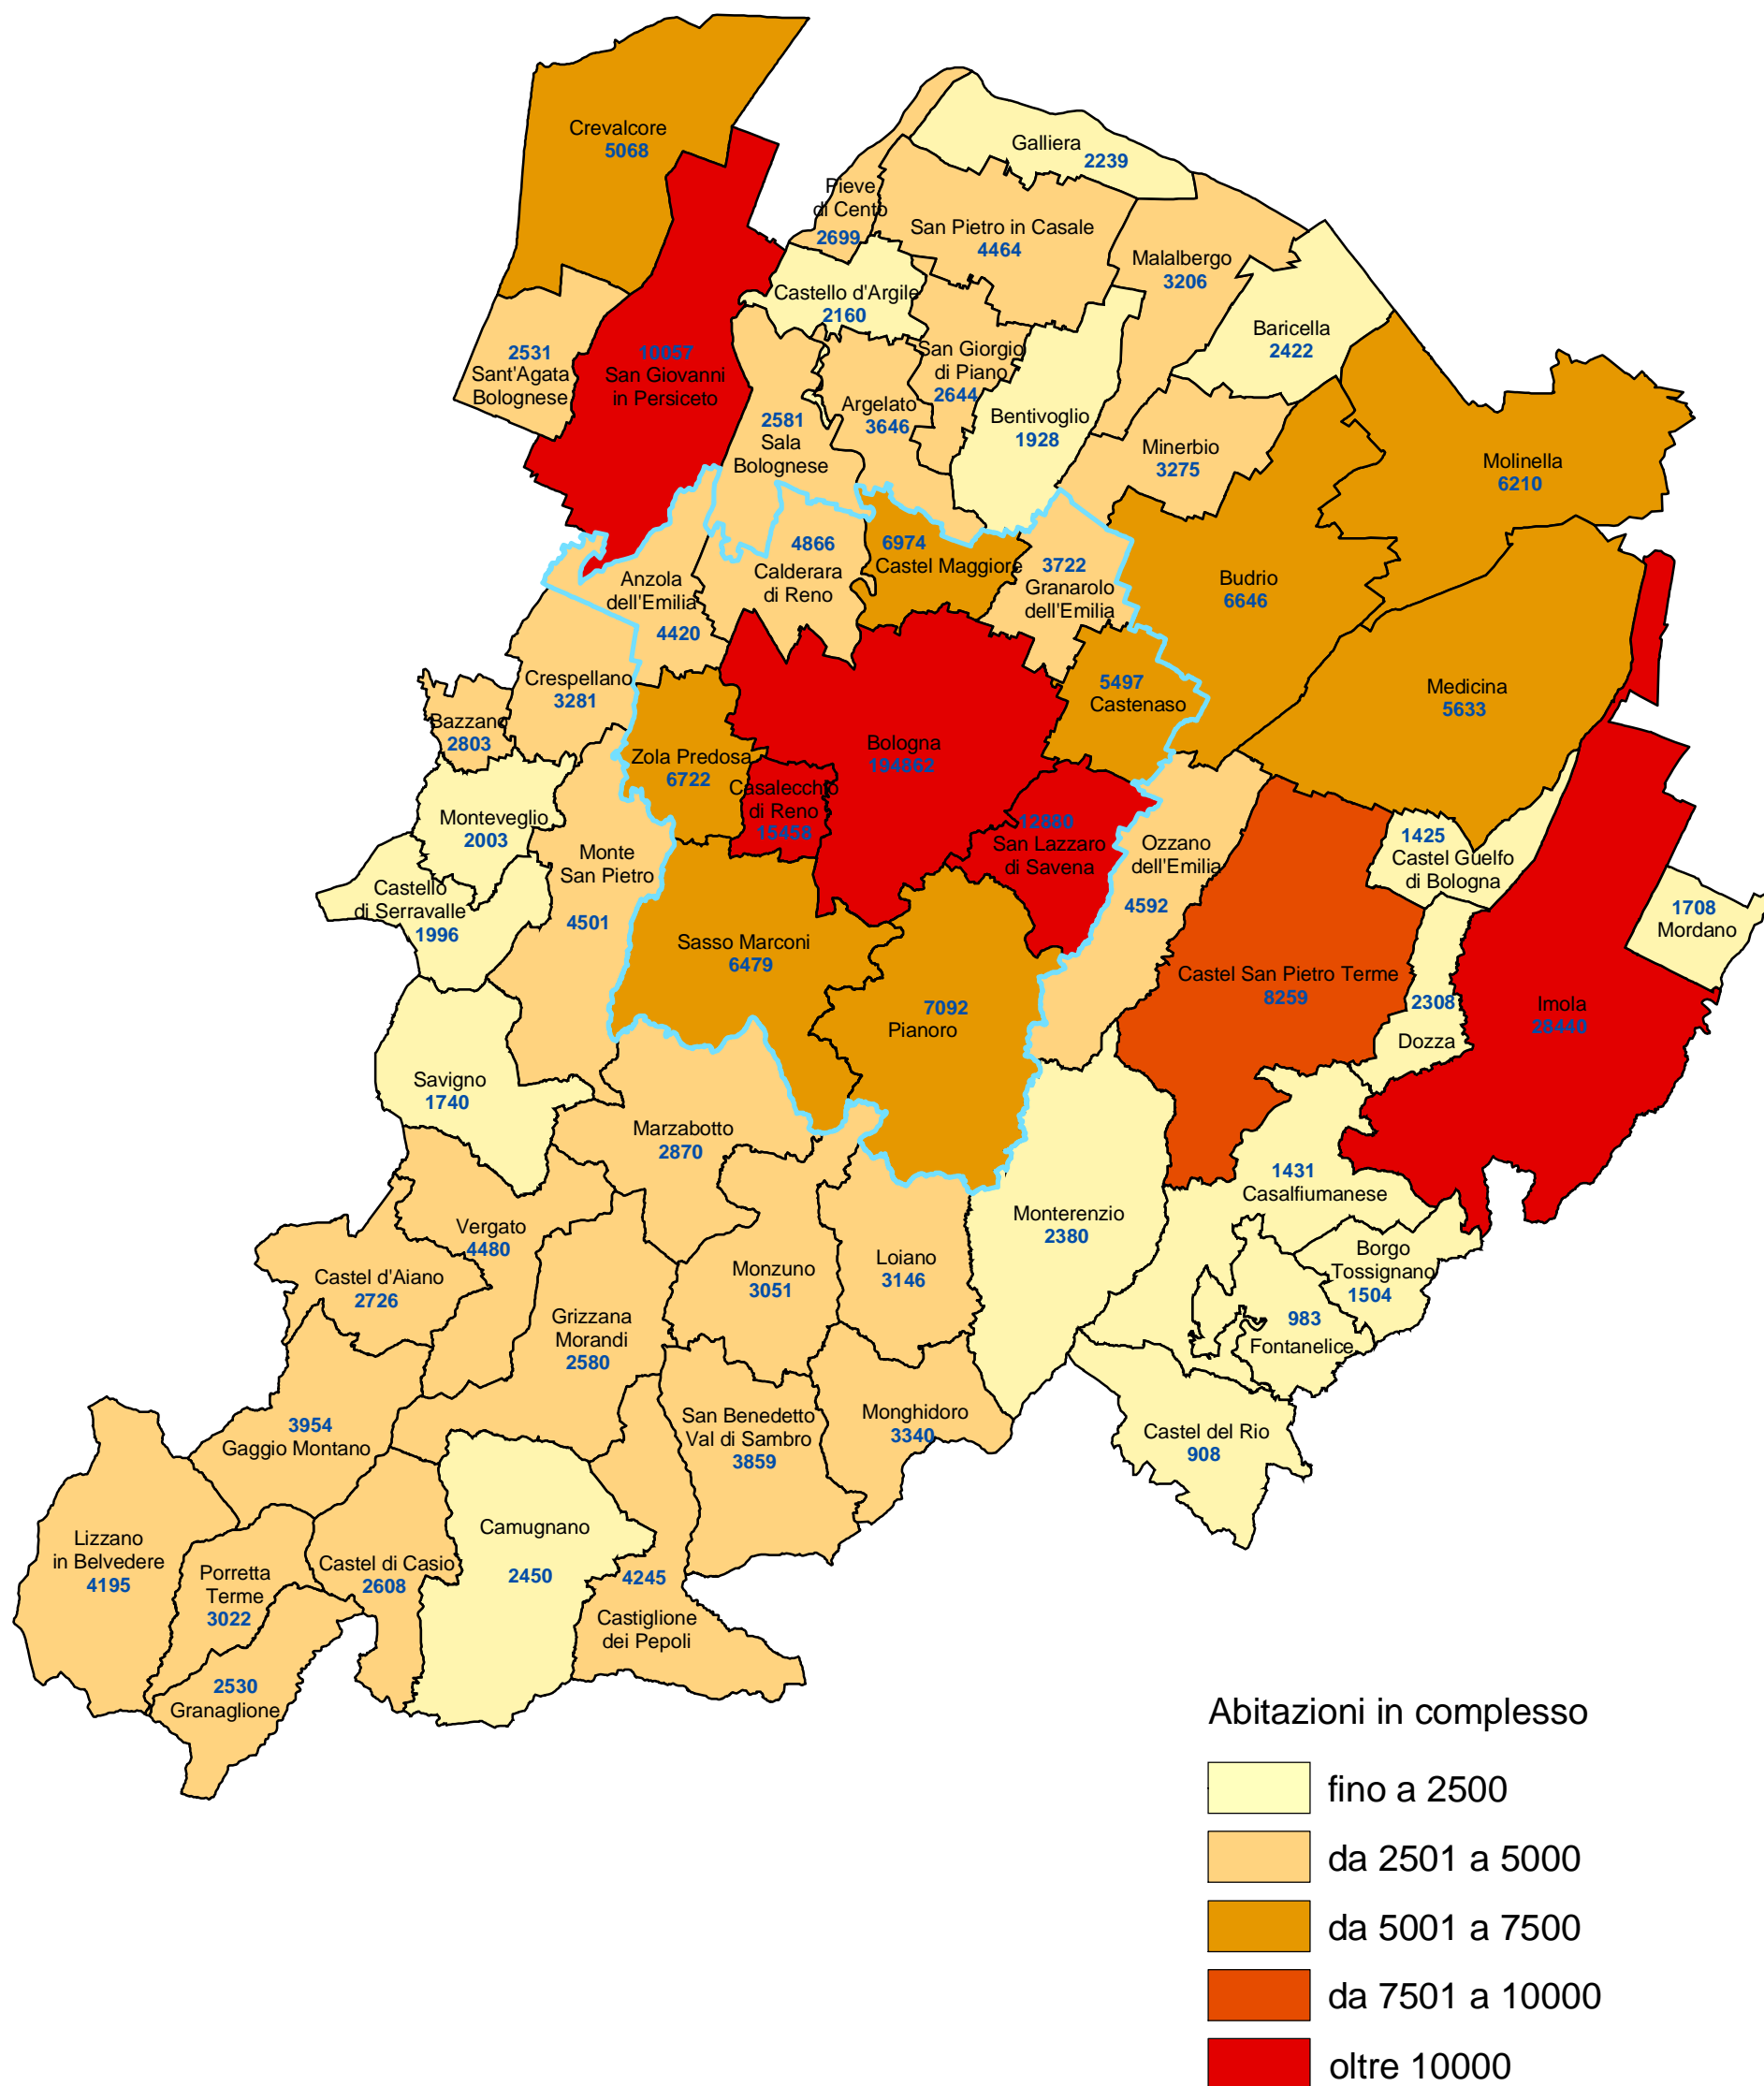 Crevalcore
5068
Galliera
2239
Pieve
di Cento
2699
San Pietro in Casale
4464
Malalbergo
3206
Castello d'Argile
2160
Baricella
2422
2531
Sant'Agata
Bolognese
10057
San Giovanni
in Persiceto
San Giorgio
di Piano
2644
Argelato
3646
Bentivoglio
1928
2581
Sala
Bolognese
Minerbio
3275
Molinella
6210
4866
Calderara
di Reno
6974
Castel Maggiore
3722
Granarolo
dell'Emilia
Anzola
dell'Emilia
4420
Budrio
6646
Crespellano
3281
5497
Castenaso
Medicina
5633
Bazzano
2803
Bologna
194862
Zola Predosa
6722
Casalecchio
di Reno
15458
Monteveglio
2003
12880
San Lazzaro
di Savena
Ozzano
dell'Emilia
4592
1425
Castel Guelfo
di Bologna
Monte
San Pietro
4501
Castello
di Serravalle
1996
1708
Mordano
Sasso Marconi
6479
Castel San Pietro Terme
8259
2308
Dozza
Imola
28440
7092
Pianoro
Savigno
1740
Marzabotto
2870
1431
Casalfiumanese
Monterenzio
2380
Vergato
4480
Borgo
Tossignano
1504
Castel d'Aiano
2726
Monzuno
3051
Loiano
3146
Grizzana
Morandi
2580
983
Fontanelice
3954
Gaggio Montano
San Benedetto
Val di Sambro
3859
Monghidoro
3340
Castel del Rio
908
Camugnano
2450
Lizzano
in Belvedere
4195
Porretta
Terme
3022
Castel di Casio
2608
4245
Castiglione
dei Pepoli
2530
Granaglione
Abitazioni in complesso
fino a 2500
da 2501 a 5000
da 5001 a 7500
da 7501 a 10000
oltre 10000